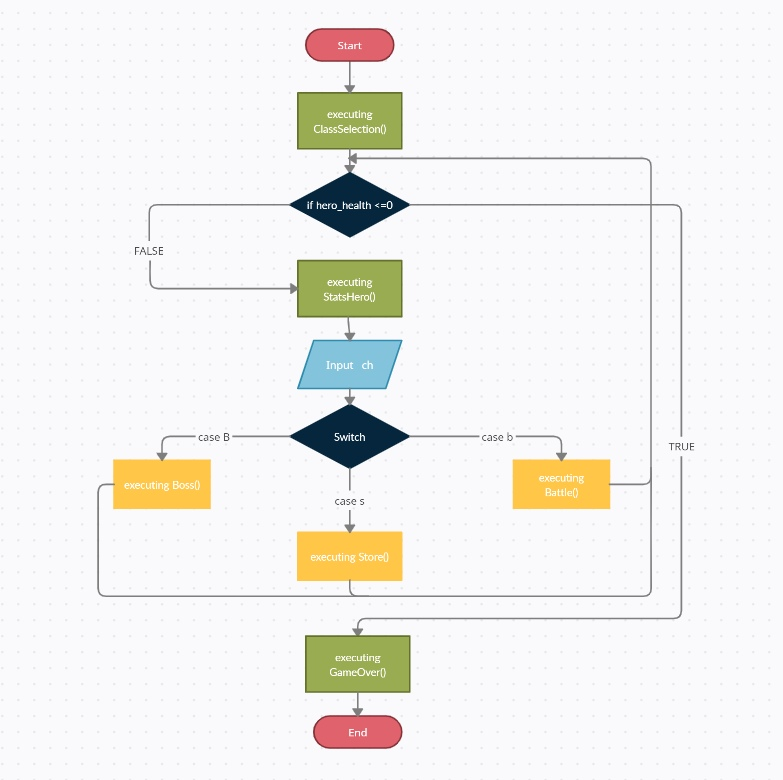 Start
executing
ClassSelection()
if hero_health <=0
FALSE
executing
StatsHero()
Input ch
Switch
case B
case b
TRUE
executing Boss()
executing
Battle()
case s
executing Store()
executing
GameOver()
End